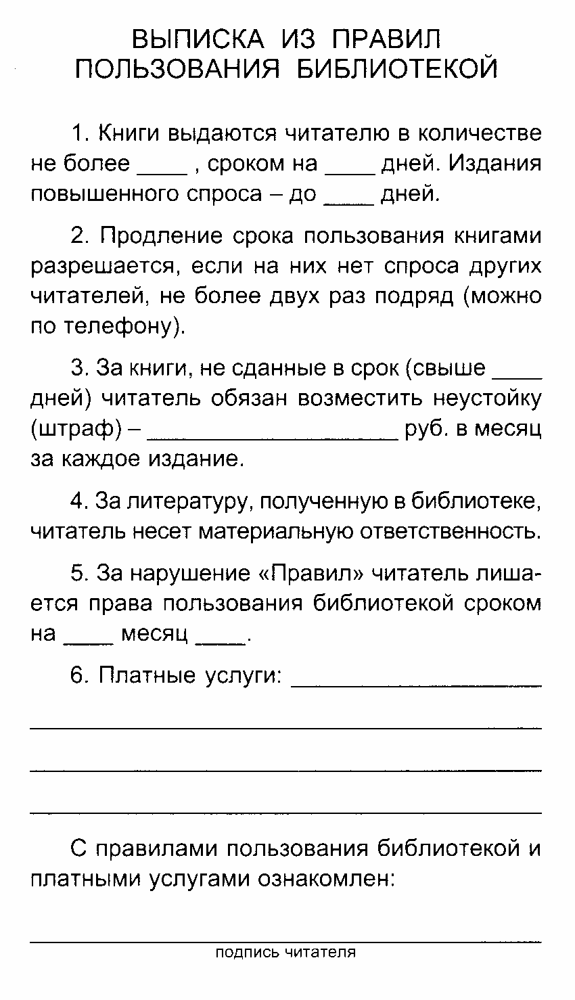 ВЫПИСКА ИЗ ПРАВИЛ
ПОЛЬЗОВАНИЯ БИБЛИОТЕКОЙ
1. Книги выдаются читателю в количестве
не более ____ , сроком на ____ дней. Издания
повышенного спроса – до ____ дней.
2. Продление срока пользования книгами
разрешается, если на них нет спроса других
читателей, не более двух раз подряд (можно
по телефону).
3. За книги, не сданные в срок (свыше ____
дней) читатель обязан возместить неустойку
(штраф) – ____________________ руб. в месяц
за каждое издание.
4. За литературу, полученную в библиотеке,
читатель несет материальную ответственность.
5. За нарушение «Правил» читатель лиша-
ется права пользования библиотекой сроком
на ____ месяц ____.
6. Платные услуги: ____________________
С правилами пользования библиотекой и
платными услугами ознакомлен:
подпись читателя